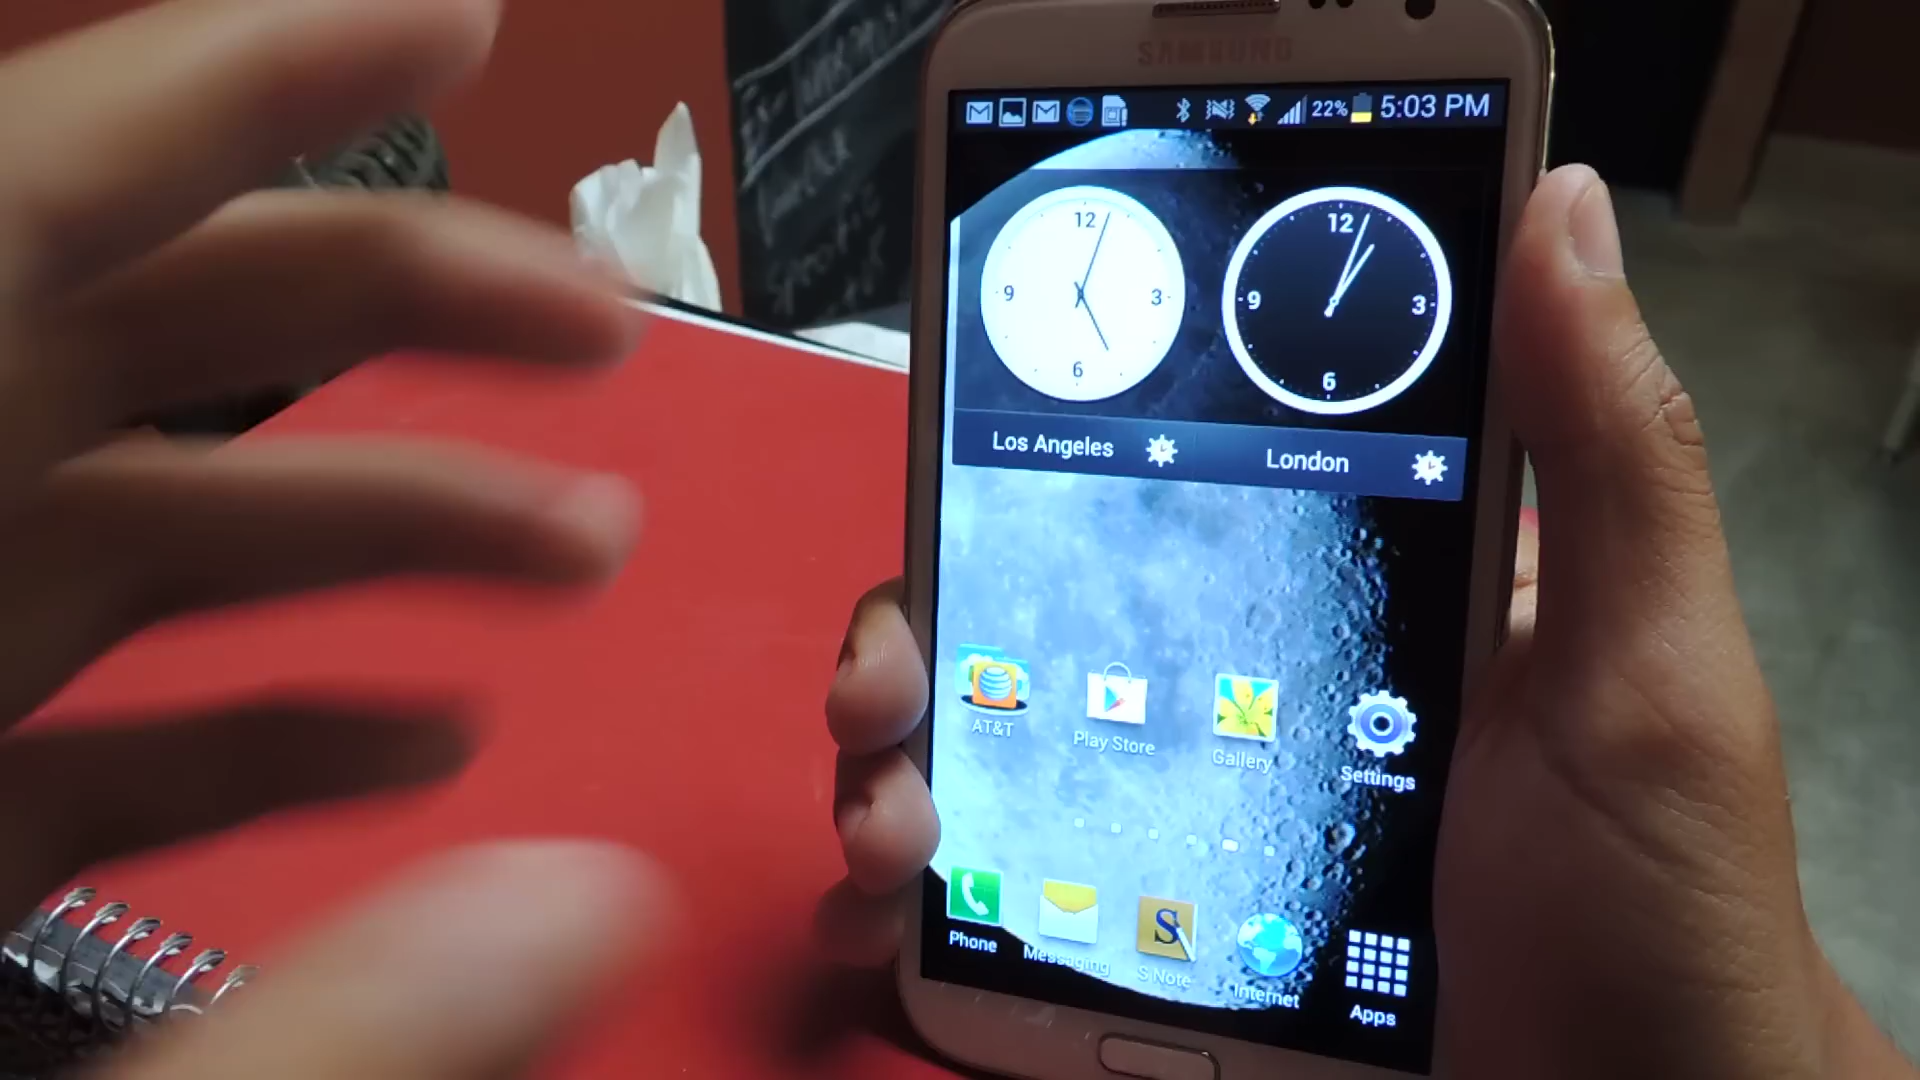 SAMSUNG
22% 5:03 PM
12
3
6
9
12
3
6
9
Los Angeles
London
AT&T
Play Store
Gallery
Settings
Phone
Messaging
S Note
Internet
Apps